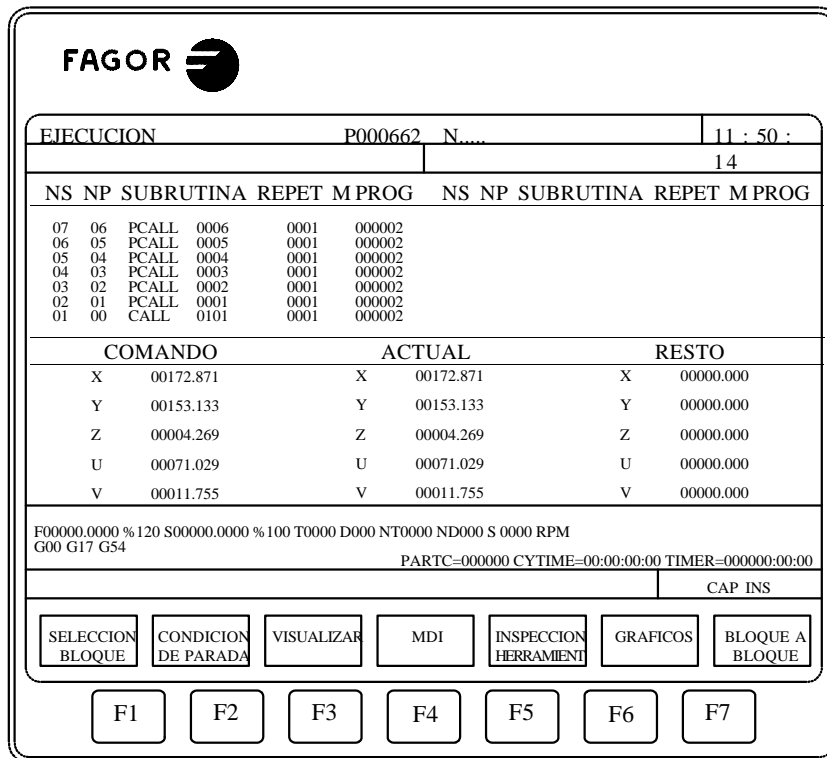 FAGOR
EJECUCION P000662 N..... 11 : 50 :
14
NS NP SUBRUTINA REPET M PROG NS NP SUBRUTINA REPET M PROG
07 06 PCALL 0006 0001 000002
06 05 PCALL 0005 0001 000002
05 04 PCALL 0004 0001 000002
04 03 PCALL 0003 0001 000002
03 02 PCALL 0002 0001 000002
02 01 PCALL 0001 0001 000002
01 00 CALL 0101 0001 000002
COMANDO ACTUAL RESTO
X 00172.871 X 00172.871 X 00000.000
Y 00153.133 Y 00153.133 Y 00000.000
Z 00004.269 Z 00004.269 Z 00000.000
U 00071.029 U 00071.029 U 00000.000
V 00011.755 V 00011.755 V 00000.000
F00000.0000 %120 S00000.0000 %100 T0000 D000 NT0000 ND000 S 0000 RPM
G00 G17 G54
PARTC=000000 CYTIME=00:00:00:00 TIMER=000000:00:00
CAP INS
SELECCION BLOQUE CONDICION DE PARADA VISUALIZAR MDI INSPECCION HERRAMIENT GRAFICOS BLOQUE A BLOQUE
F1 F2 F3 F4 F5 F6 F7